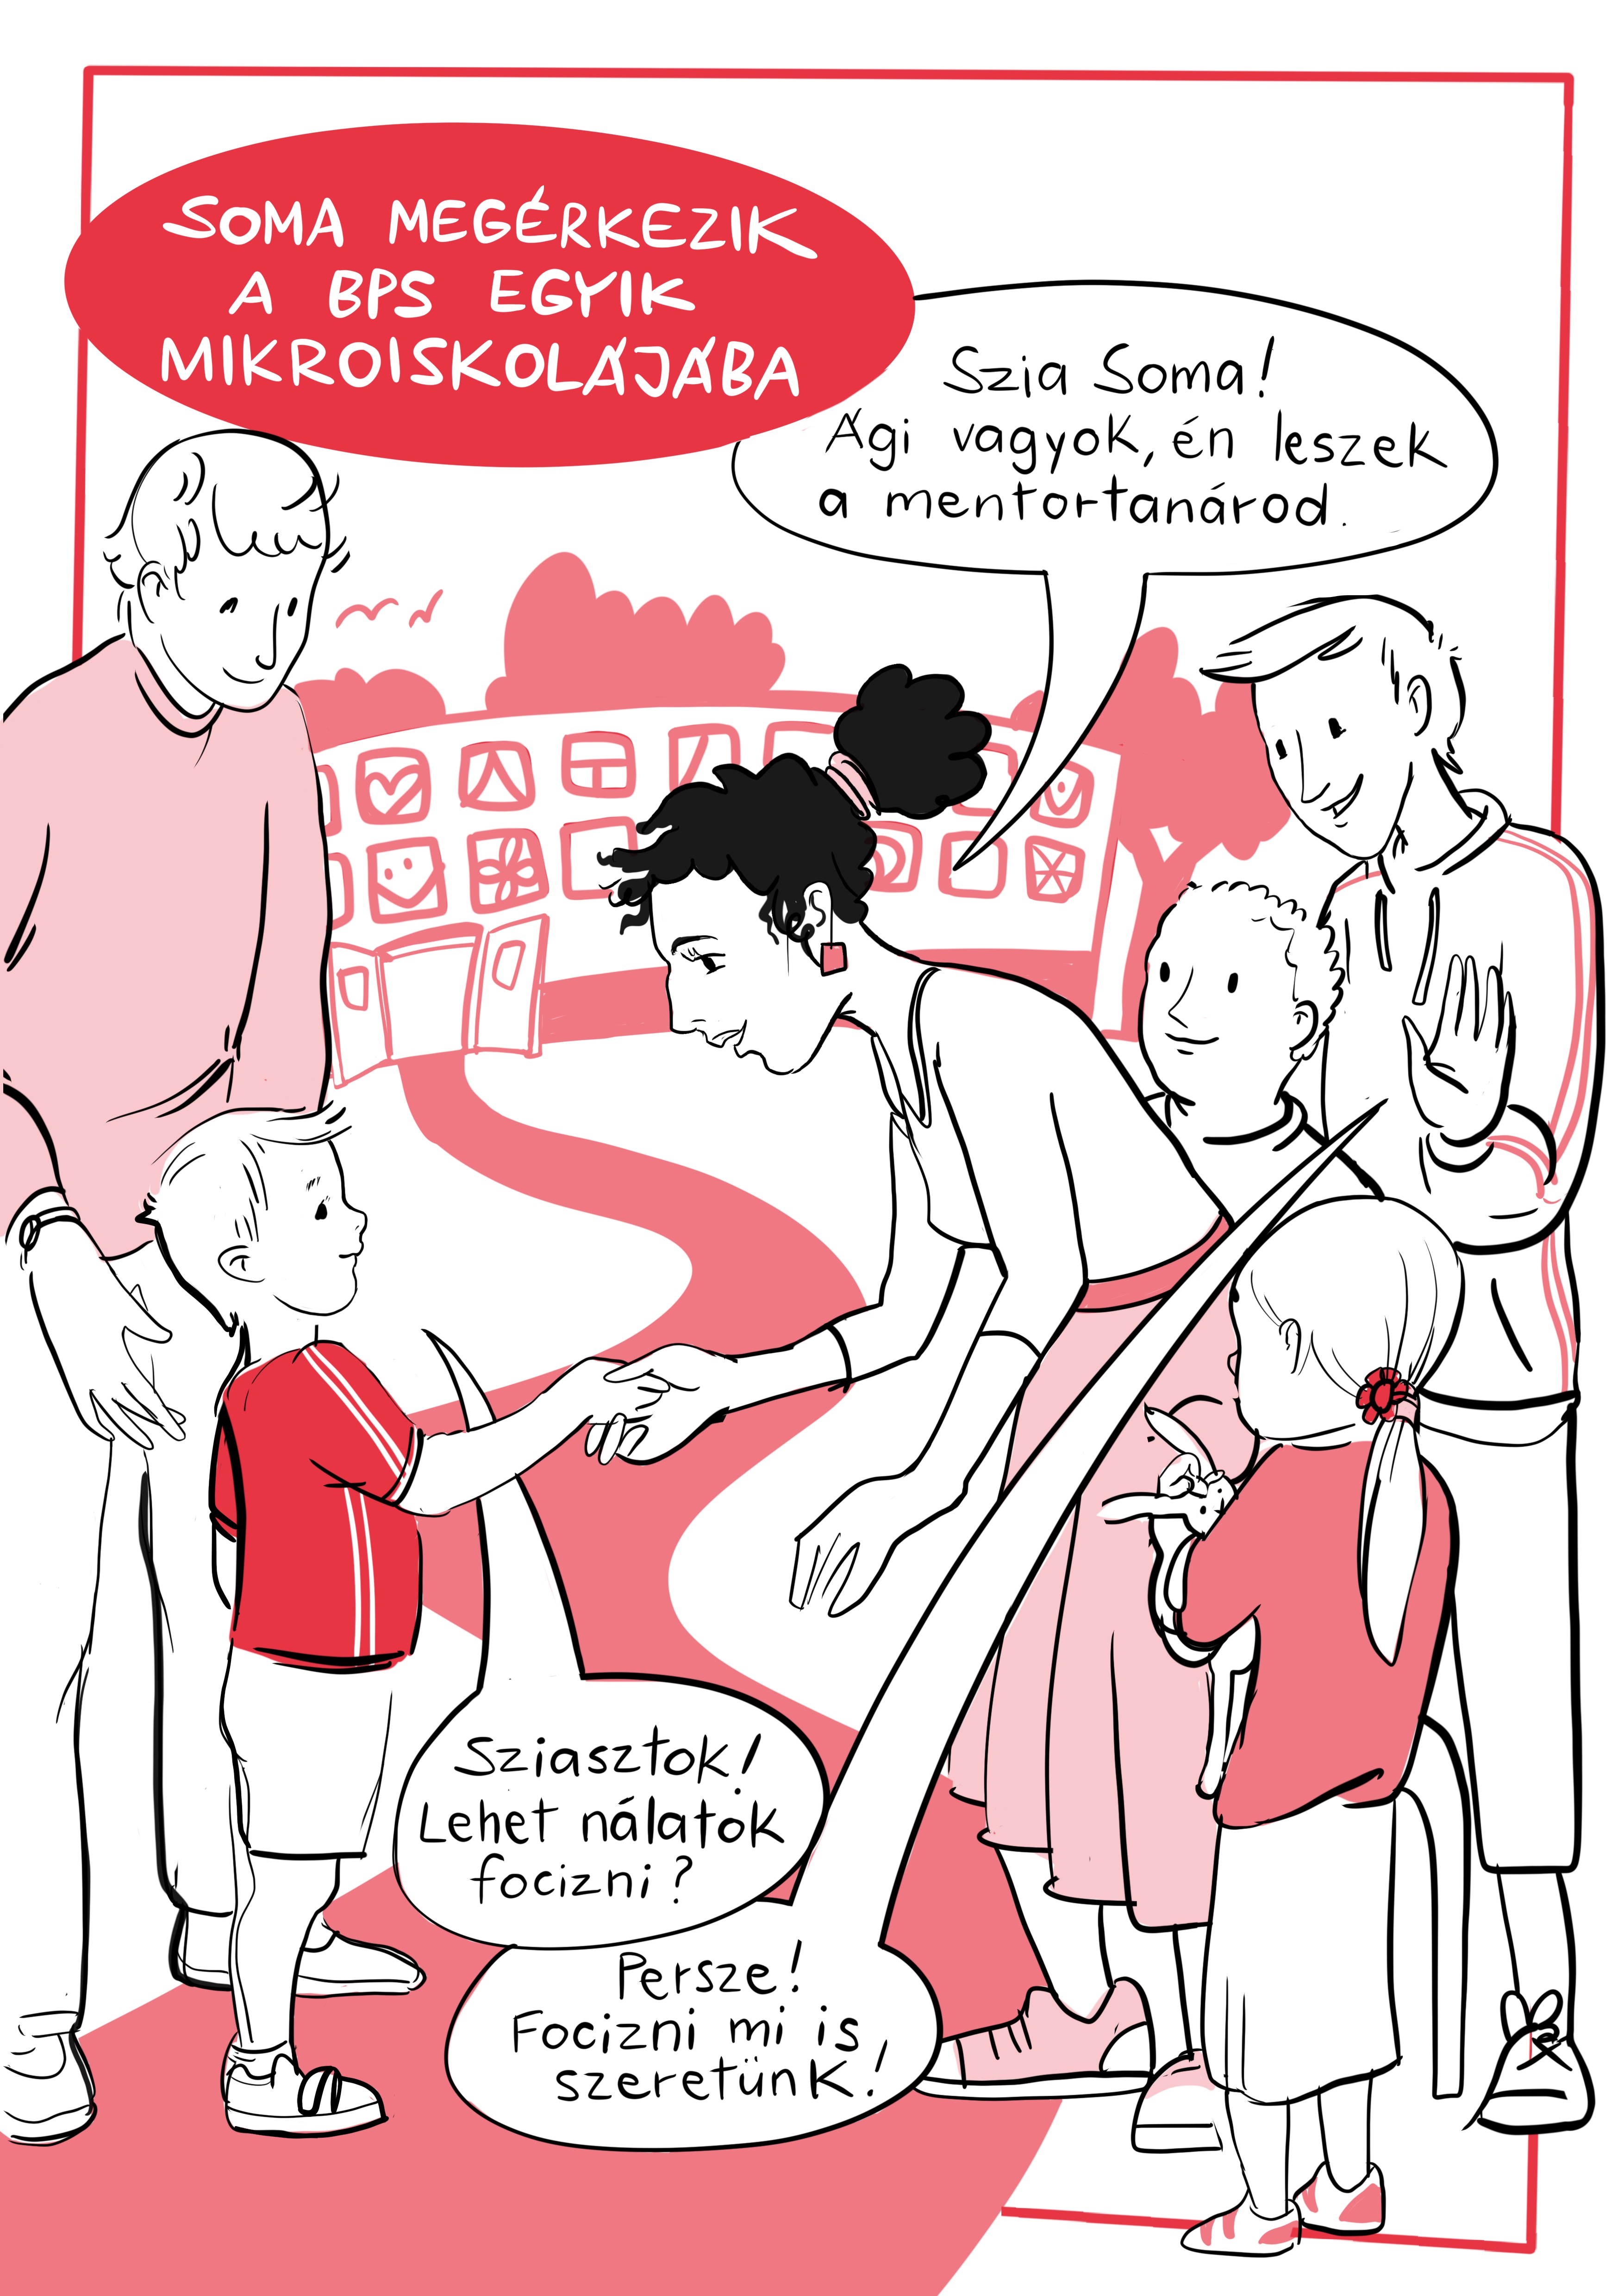 SOMA MEGÉRKEZIK
A BPS EGYIK
MIKROISKOLÁJÁBA
Szia Soma!
Ági vagyok, én leszek
a mentortanárod.
Sziasztok!
Lehet nálatok
focizni?
Persze!
Focizni mi is
szeretünk!